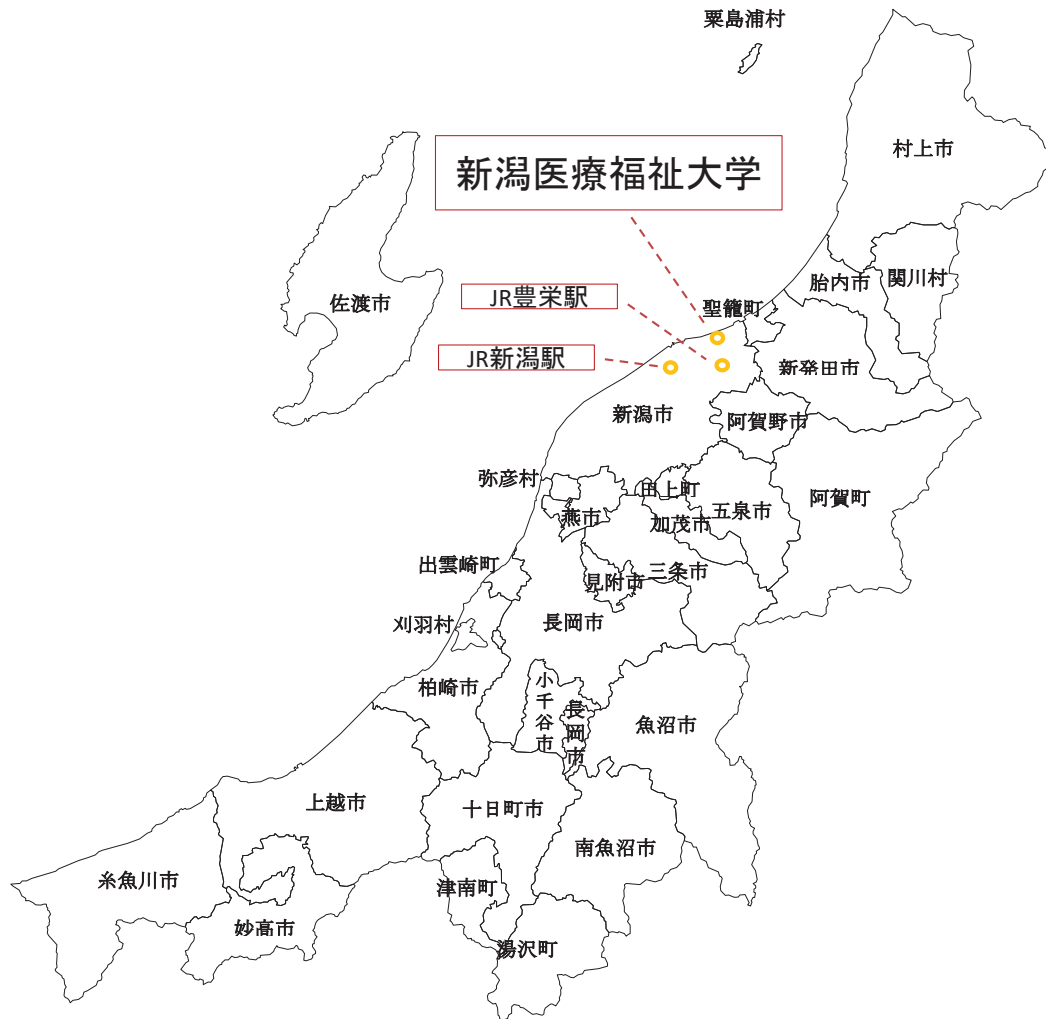 粟島浦村
村上市
新潟医療福祉大学
胎内市
関川村
佐渡市
JR豊栄駅
聖籠町
JR新潟駅
新発田市
新潟市
阿賀野市
弥彦村
田上町
阿賀町
燕市
加茂市
五泉市
出雲崎町
見附市
三条市
刈羽村
長岡市
柏崎市
小千谷市
長岡市
魚沼市
上越市
十日町市
南魚沼市
糸魚川市
津南町
妙高市
湯沢町